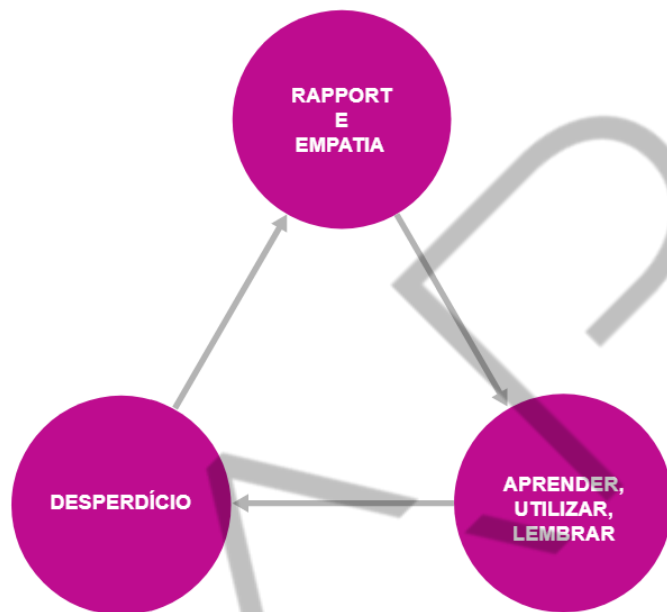 RAPPORT
E
EMPATIA
DESPERDÍCIO
APRENDER,
UTILIZAR,
LEMBRAR